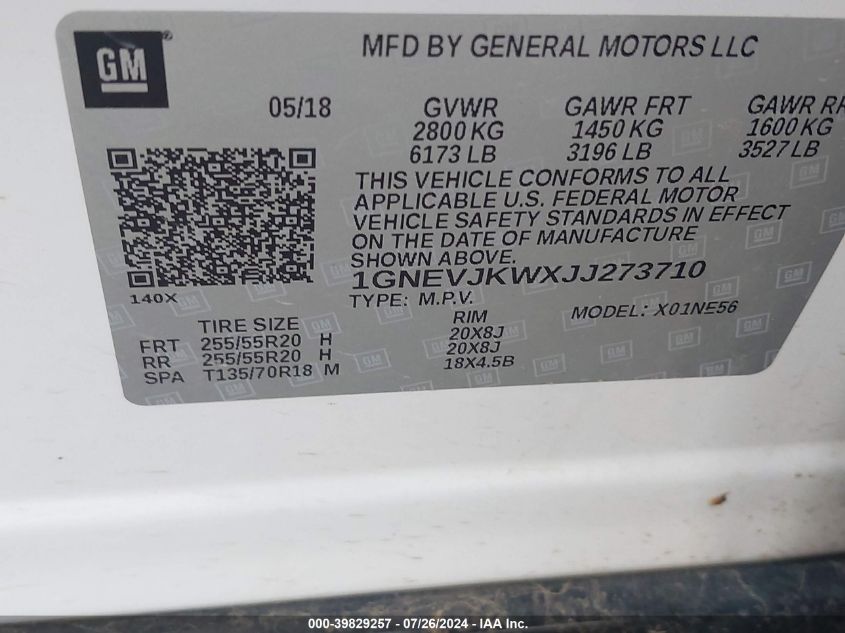 GM
MFD BY GENERAL MOTORS LLC
05/18 GVWR GAWR FRT GAWR RR
2800 KG 1450 KG 1600 KG
6173 LB 3196 LB 3527 LB
THIS VEHICLE CONFORMS TO ALL
APPLICABLE U.S. FEDERAL MOTOR
VEHICLE SAFETY STANDARDS IN EFFECT
ON THE DATE OF MANUFACTURE
SHOWN ABOVE.
1GNEVJKWXJJ273710
140X
TYPE: M.P.V. MODEL: X01NE56
TIRE SIZE RIM
FRT 255/55R20 H 20X8J
RR 255/55R20 H 20X8J
SPA T135/70R18 M 18X4.5B
000-39829257 - 07/26/2024 - IAA Inc.